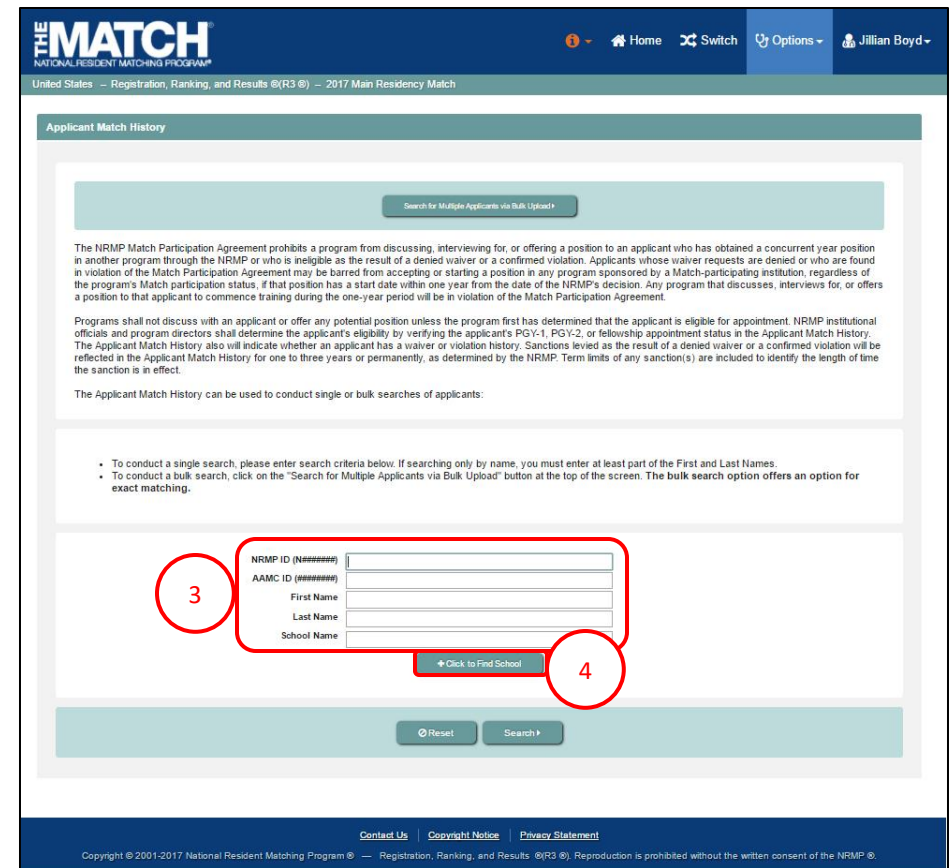 THE MATCH®
NATIONAL RESIDENT MATCHING PROGRAM®
Home Switch Options Jillian Boyd
United States – Registration, Ranking, and Results ®(R3 ®) – 2017 Main Residency Match
Applicant Match History
Search for Multiple Applicants via Bulk Upload
The NRMP Match Participation Agreement prohibits a program from discussing, interviewing for, or offering a position to an applicant who has obtained a concurrent year position
in another program through the NRMP or who is ineligible as the result of a denied waiver or a confirmed violation. Applicants whose waiver requests are denied or who are found
in violation of the Match Participation Agreement may be barred from accepting or starting a position in any program sponsored by a Match-participating institution, regardless of
the program's Match participation status, if that position has a start date within one year from the date of the NRMP's decision. Any program that discusses, interviews for, or offers
a position to that applicant to commence training during the one-year period will be in violation of the Match Participation Agreement.
Programs shall not discuss with an applicant or offer any potential position unless the program first has determined that the applicant is eligible for appointment. NRMP institutional
officials and program directors shall determine the applicant's eligibility by verifying the applicant's PGY-1, PGY-2, or fellowship appointment status in the Applicant Match History.
The Applicant Match History also will indicate whether an applicant has a waiver or violation history. Sanctions levied as the result of a denied waiver or a confirmed violation will be
reflected in the Applicant Match History for one to three years or permanently, as determined by the NRMP. Term limits of any sanction(s) are included to identify the length of time
the sanction is in effect.
The Applicant Match History can be used to conduct single or bulk searches of applicants:
• To conduct a single search, please enter search criteria below. If searching only by name, you must enter at least part of the First and Last Names.
• To conduct a bulk search, click on the "Search for Multiple Applicants via Bulk Upload" button at the top of the screen. The bulk search option offers an option for
exact matching.
NRMP ID (N#######)
AAMC ID (########)
3
First Name
Last Name
School Name
+ Click to Find School
4
Reset Search
Contact Us | Copyright Notice | Privacy Statement
Copyright © 2001-2017 National Resident Matching Program ® — Registration, Ranking, and Results ®(R3 ®). Reproduction is prohibited without the written consent of the NRMP ®.